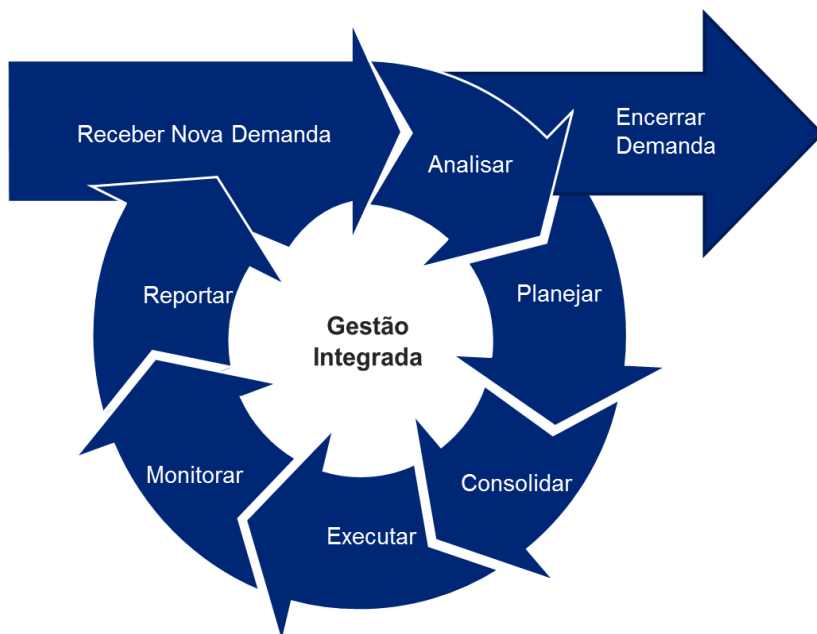 Receber Nova Demanda
Encerrar
Demanda
Analisar
Planejar
Consolidar
Executar
Monitorar
Reportar
Gestão
Integrada